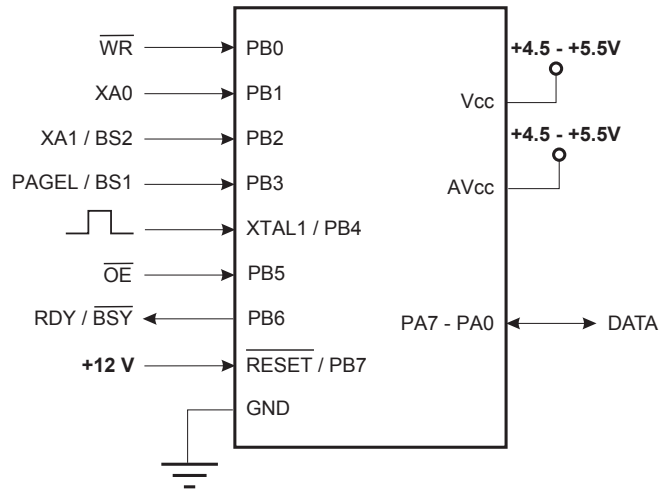 WR
PB0
+4.5 - +5.5V
XA0
PB1
Vcc
XA1 / BS2
PB2
+4.5 - +5.5V
PAGEL / BS1
PB3
AVcc
XTAL1 / PB4
OE
PB5
RDY / BSY
PB6
PA7 - PA0
DATA
+12 V
RESET / PB7
GND